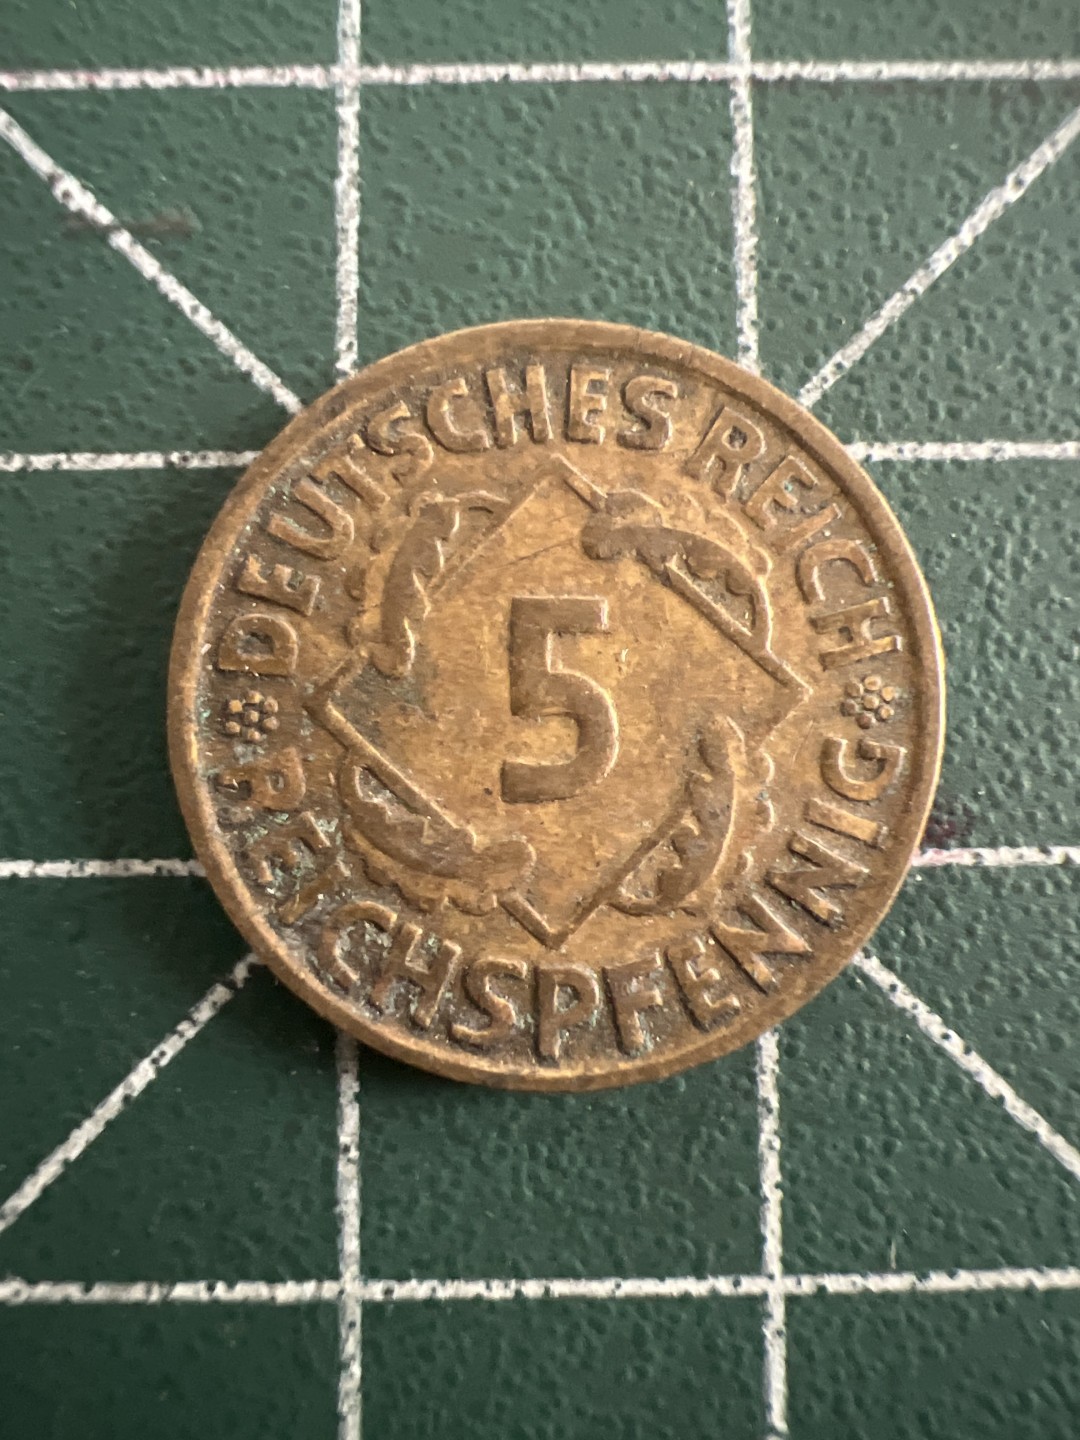 DEUTSCHES REICH
5
REICHSPFENNIG